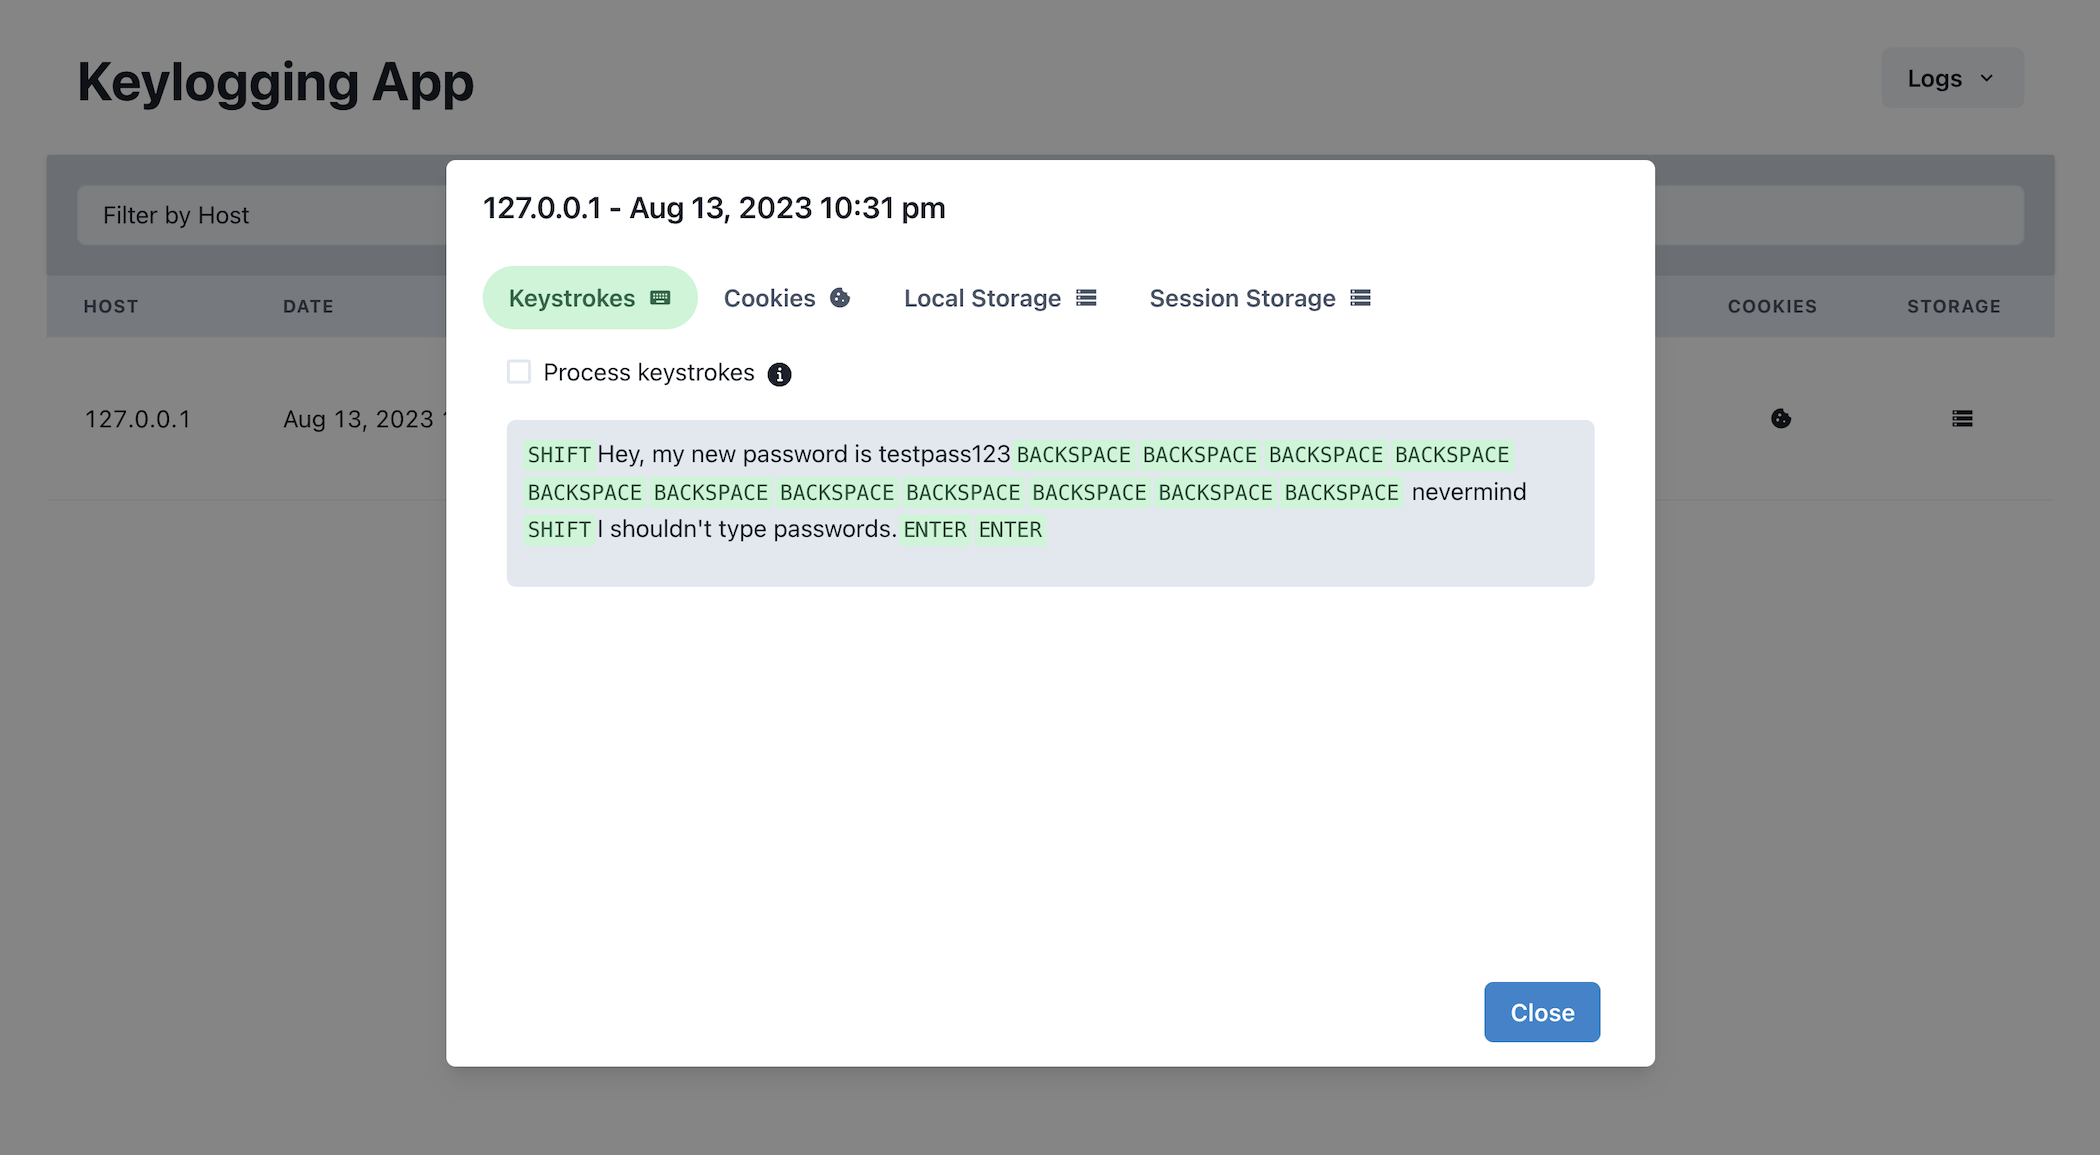 Keylogging App
Logs
Filter by Host
HOST DATE COOKIES STORAGE
127.0.0.1 Aug 13, 2023
127.0.0.1 - Aug 13, 2023 10:31 pm
Keystrokes Cookies Local Storage Session Storage
Process keystrokes
SHIFT Hey, my new password is testpass123 BACKSPACE BACKSPACE BACKSPACE BACKSPACE
BACKSPACE BACKSPACE BACKSPACE BACKSPACE BACKSPACE BACKSPACE BACKSPACE nevermind
SHIFT I shouldn't type passwords. ENTER ENTER
Close